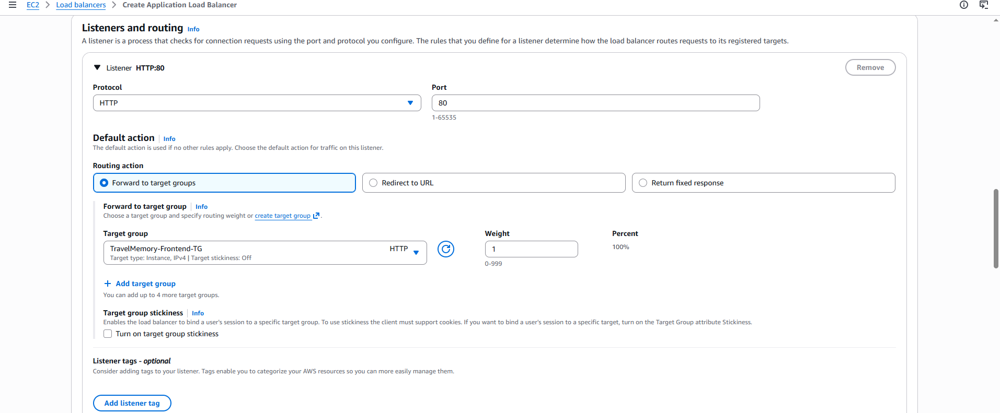 EC2 > Load balancers > Create Application Load Balancer
Listeners and routing Info
A listener is a process that checks for connection requests using the port and protocol you configure. The rules that you define for a listener determine how the load balancer routes requests to its registered targets.
Listener HTTP:80 Remove
Protocol Port
HTTP 80
1-65535
Default action Info
The default action is used if no other rules apply. Choose the default action for traffic on this listener.
Routing action
Forward to target groups Redirect to URL Return fixed response
Forward to target group Info
Choose a target group and specify routing weight or create target group.
Target group Weight Percent
TravelMemory-Frontend-TG HTTP 1 100%
Target type: Instance, IPv4 | Target stickiness: Off
0-999
+ Add target group
You can add up to 4 more target groups.
Target group stickiness Info
Enables the load balancer to bind a user's session to a specific target group. To use stickiness the client must support cookies. If you want to bind a user's session to a specific target, turn on the Target Group attribute Stickiness.
Turn on target group stickiness
Listener tags - optional
Consider adding tags to your listener. Tags enable you to categorize your AWS resources so you can more easily manage them.
Add listener tag